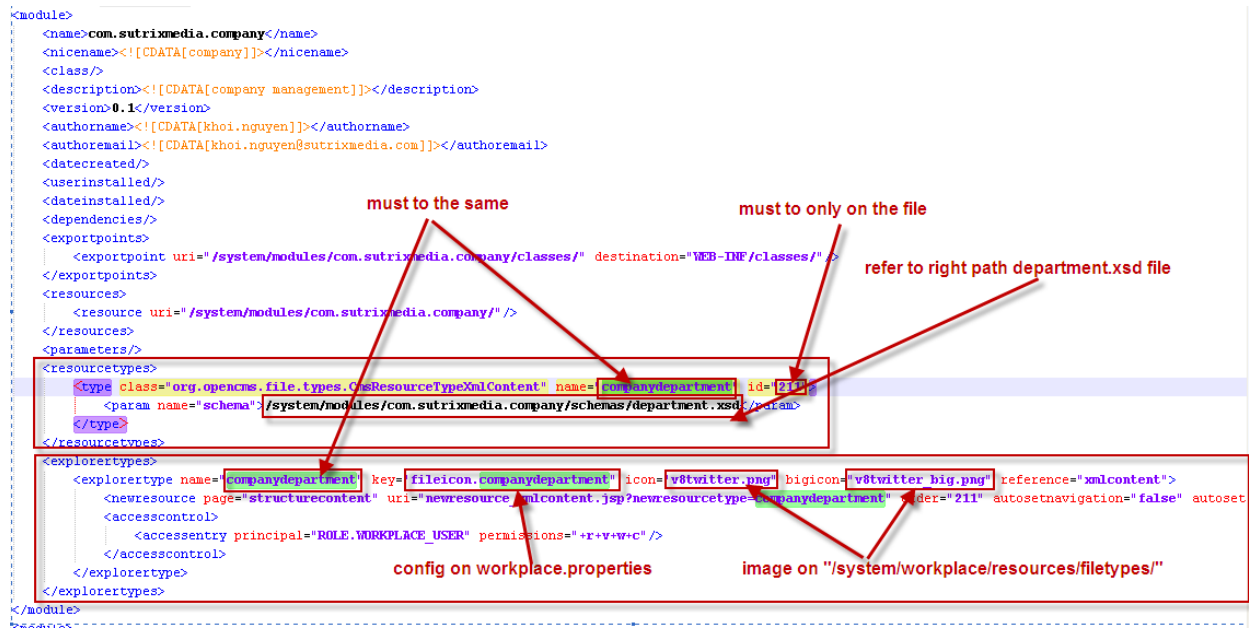 <module>
<name>com.sutrixmedia.company</name>
<nicename><![CDATA[company]]></nicename>
<class/>
<description><![CDATA[company management]]></description>
<version>0.1</version>
<authorname><![CDATA[khoi.nguyen]]></authorname>
<authoremail><![CDATA[khoi.nguyen@sutrixmedia.com]]></authoremail>
<datecreated/>
<userinstalled/>
<dateinstalled/>
must to the same
must to only on the file
<dependencies/>
<exportpoints>
<exportpoint uri="/system/modules/com.sutrixmedia.company/classes/" destination="WEB-INF/classes/"/>
refer to right path department.xsd file
</exportpoints>
<resources>
<resource uri="/system/modules/com.sutrixmedia.company/"/>
</resources>
<parameters/>
<resourcetypes>
<type class="org.opencms.file.types.CmsResourceTypeXmlContent" name="companydepartment" id="211">
<param name="schema">/system/modules/com.sutrixmedia.company/schemas/department.xsd</param>
</type>
</resourcetypes>
<explorertypes>
<explorertype name="companydepartment" key="fileicon.companydepartment" icon="v8twitter.png" bigicon="v8twitter_big.png" reference="xmlcontent">
<newresource page="structurecontent" uri="newresource_xmlcontent.jsp?newresourcetype=companydepartment" order="211" autosetnavigation="false" autoset
<accesscontrol>
<accessentry principal="ROLE.WORKPLACE_USER" permissions="+r+v+w+c"/>
</accesscontrol>
config on workplace.properties
image on "/system/workplace/resources/filetypes/"
</explorertype>
</explorertypes>
</module>
<module>